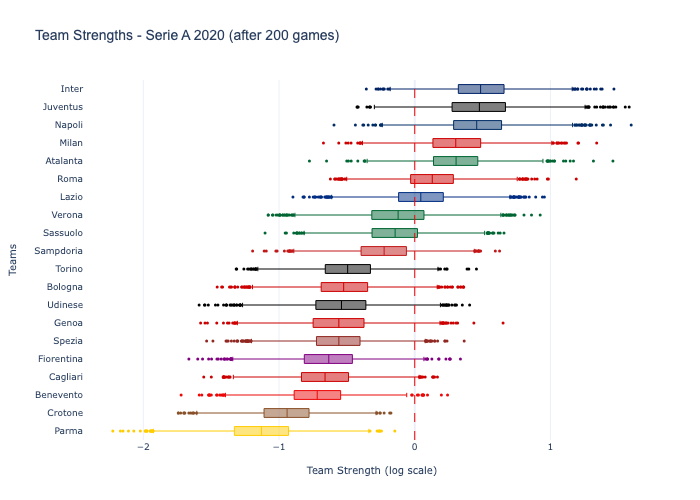 Team Strengths - Serie A 2020 (after 200 games)
Inter
Juventus
Napoli
Milan
Atalanta
Roma
Lazio
Verona
Sassuolo
Sampdoria
Torino
Bologna
Udinese
Genoa
Spezia
Fiorentina
Cagliari
Benevento
Crotone
Parma
Teams
−2
−1
0
1
Team Strength (log scale)